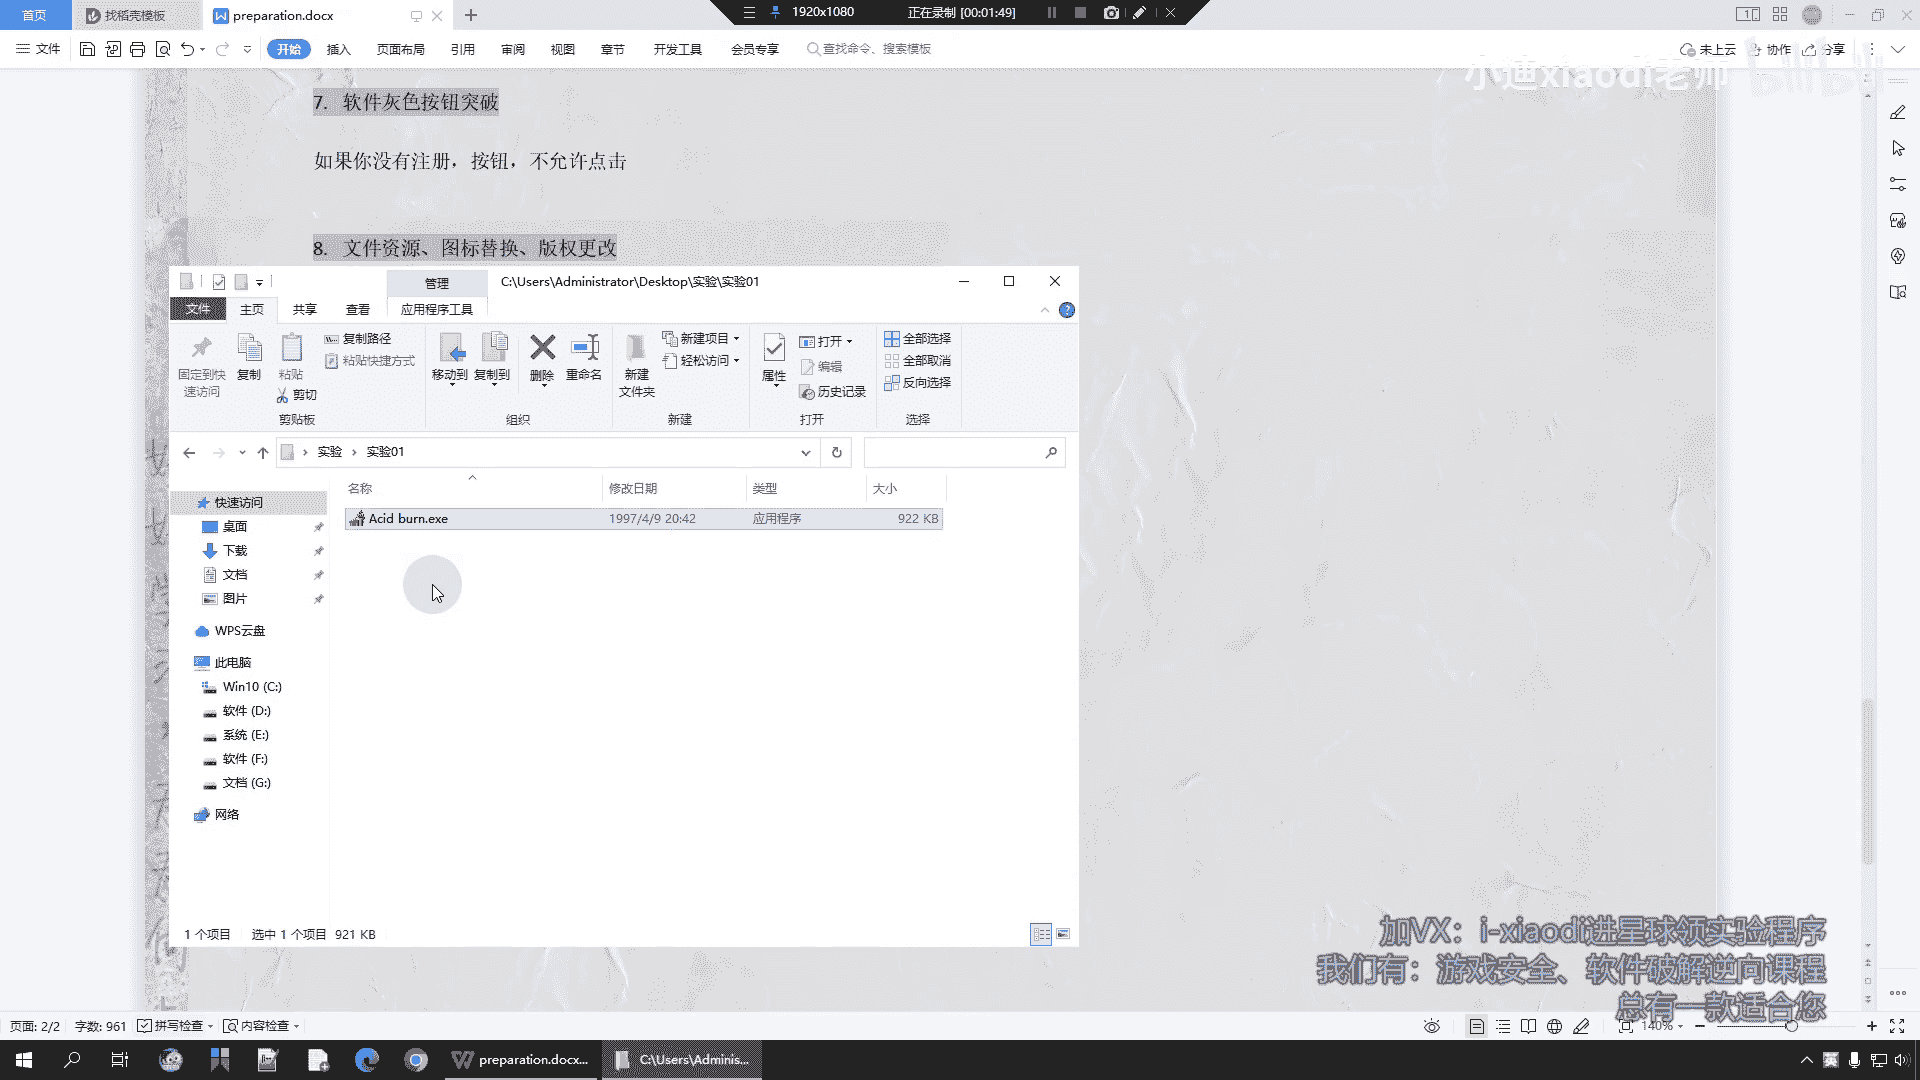 首页
找稻壳模板
preparation.docx
1920x1080
正在录制 [00:01:49]
文件
开始
插入
页面布局
引用
审阅
视图
章节
开发工具
会员专享
查找命令、搜索模板
未上云
协作
分享
小迪xiaodi老师
bilibili
7. 软件灰色按钮突破
如果你没有注册，按钮，不允许点击
8. 文件资源、图标替换、版权更改
管理
C:\Users\Administrator\Desktop\实验\实验01
文件
主页
共享
查看
应用程序工具
固定到快
速访问
复制
粘贴
复制路径
粘贴快捷方式
剪切
剪贴板
移动到
复制到
删除
重命名
组织
新建
文件夹
新建项目
轻松访问
新建
属性
打开
编辑
历史记录
打开
全部选择
全部取消
反向选择
选择
实验 › 实验01
名称
修改日期
类型
大小
Acid burn.exe
1997/4/9 20:42
应用程序
922 KB
快速访问
桌面
下载
文档
图片
WPS云盘
此电脑
Win10 (C:)
软件 (D:)
系统 (E:)
软件 (F:)
文档 (G:)
网络
1 个项目
选中 1 个项目 921 KB
加VX：i-xiaodi进星球领实验程序
我们有：游戏安全、软件破解逆向课程
总有一款适合您
页面: 2/2
字数: 961
拼写检查
内容检查
140%
preparation.docx...
C:\Users\Adminis...
英